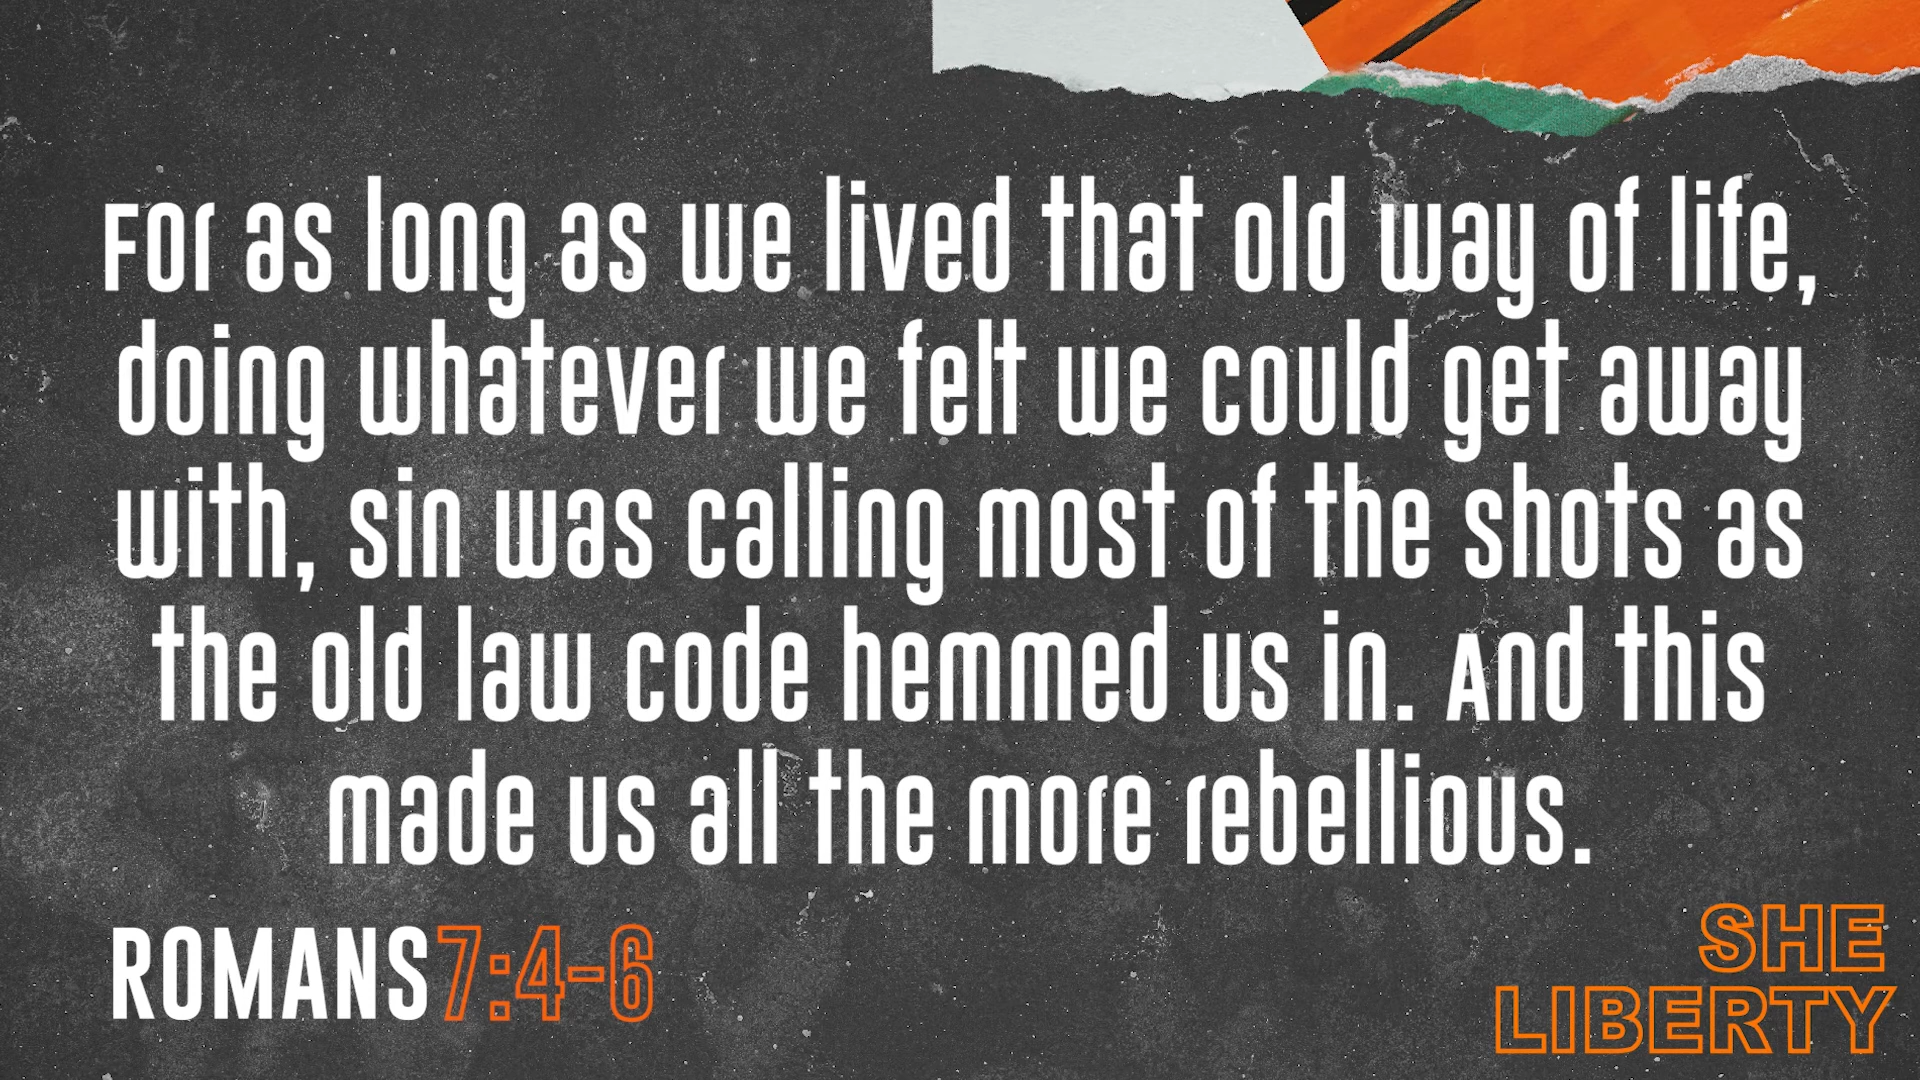 For as long as we lived that old way of life,
doing whatever we felt we could get away
with, sin was calling most of the shots as
the old law code hemmed us in. And this
made us all the more rebellious.
ROMANS 7:4-6
SHE
LIBERTY